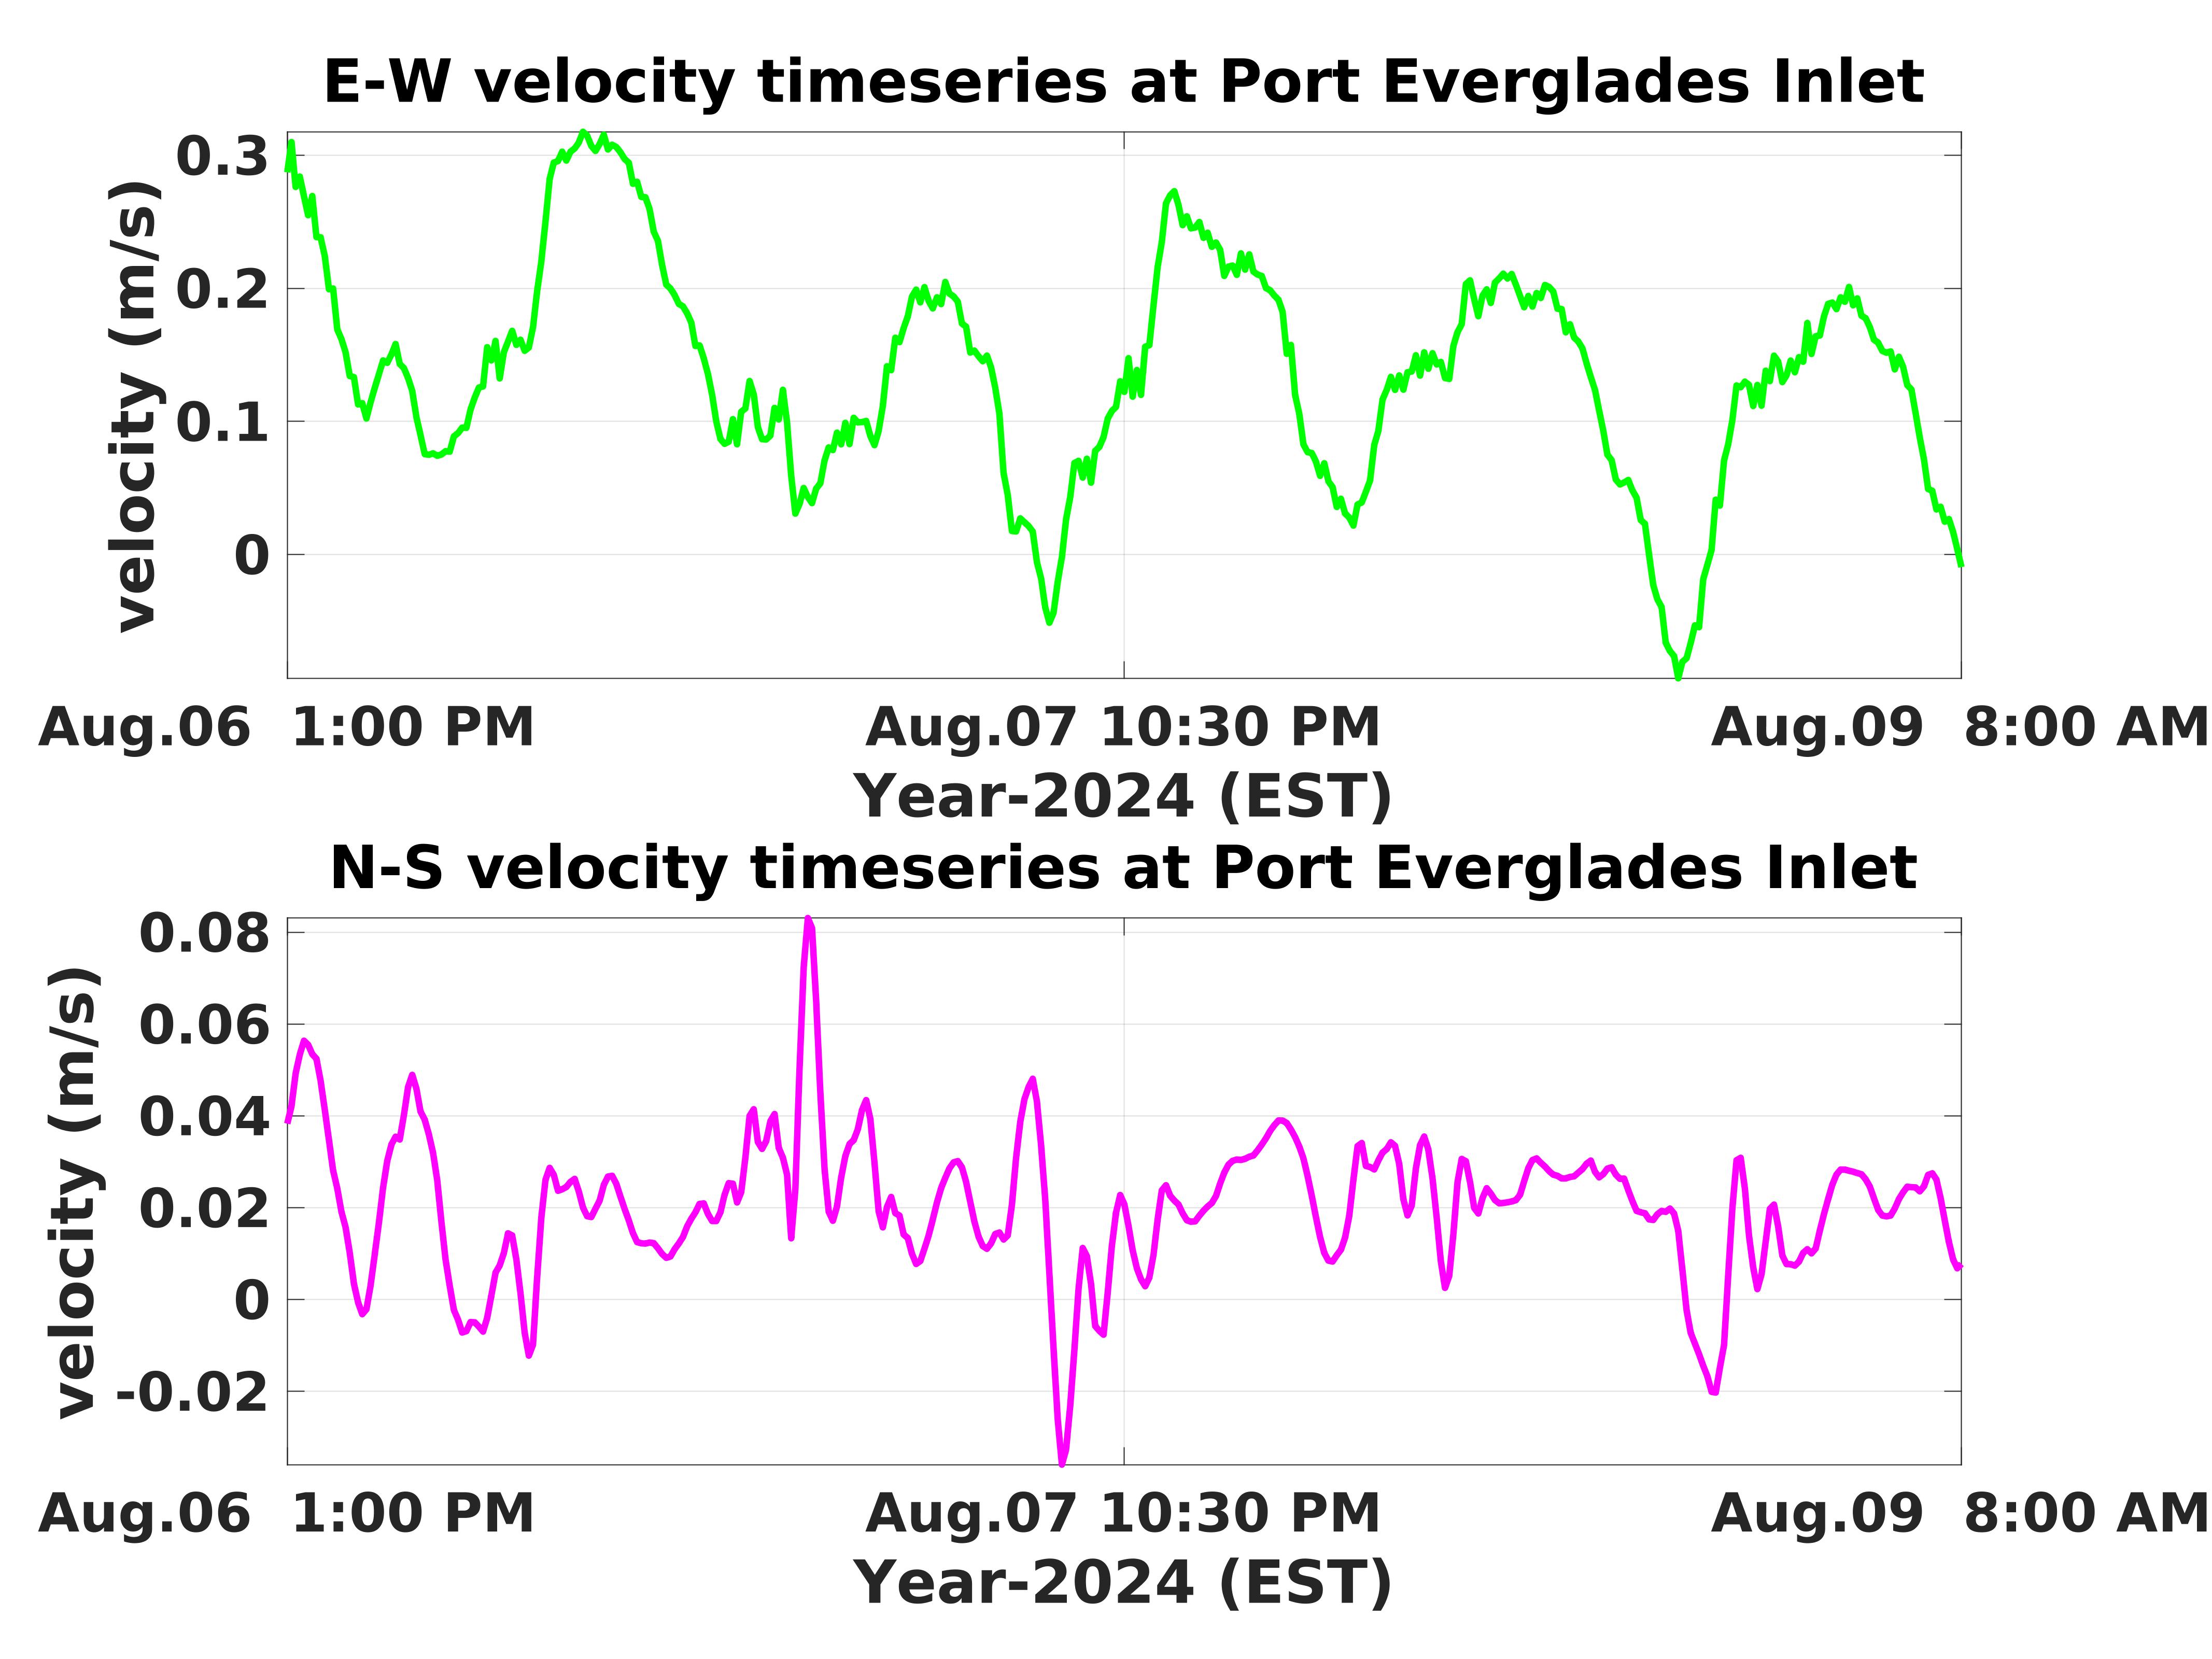 E-W velocity timeseries at Port Everglades Inlet
velocity (m/s)
0.3
0.2
0.1
0
Aug.06 1:00 PM
Aug.07 10:30 PM
Aug.09 8:00 AM
Year-2024 (EST)
N-S velocity timeseries at Port Everglades Inlet
velocity (m/s)
0.08
0.06
0.04
0.02
0
-0.02
Aug.06 1:00 PM
Aug.07 10:30 PM
Aug.09 8:00 AM
Year-2024 (EST)